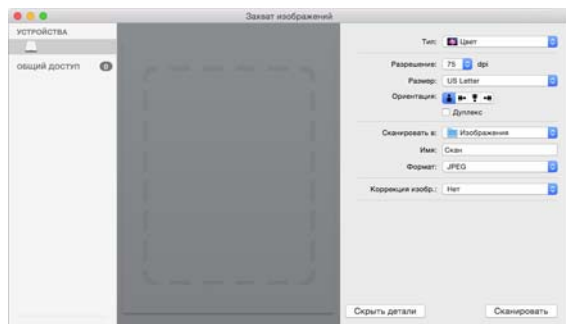 Захват изображений
УСТРОЙСТВА
ОБЩИЙ ДОСТУП 0
Тип: Цвет
Разрешение: 75 dpi
Размер: US Letter
Ориентация:
Дуплекс
Сканировать в: Изображения
Имя: Скан
Формат: JPEG
Коррекция изобр.: Нет
Скрыть детали Сканировать